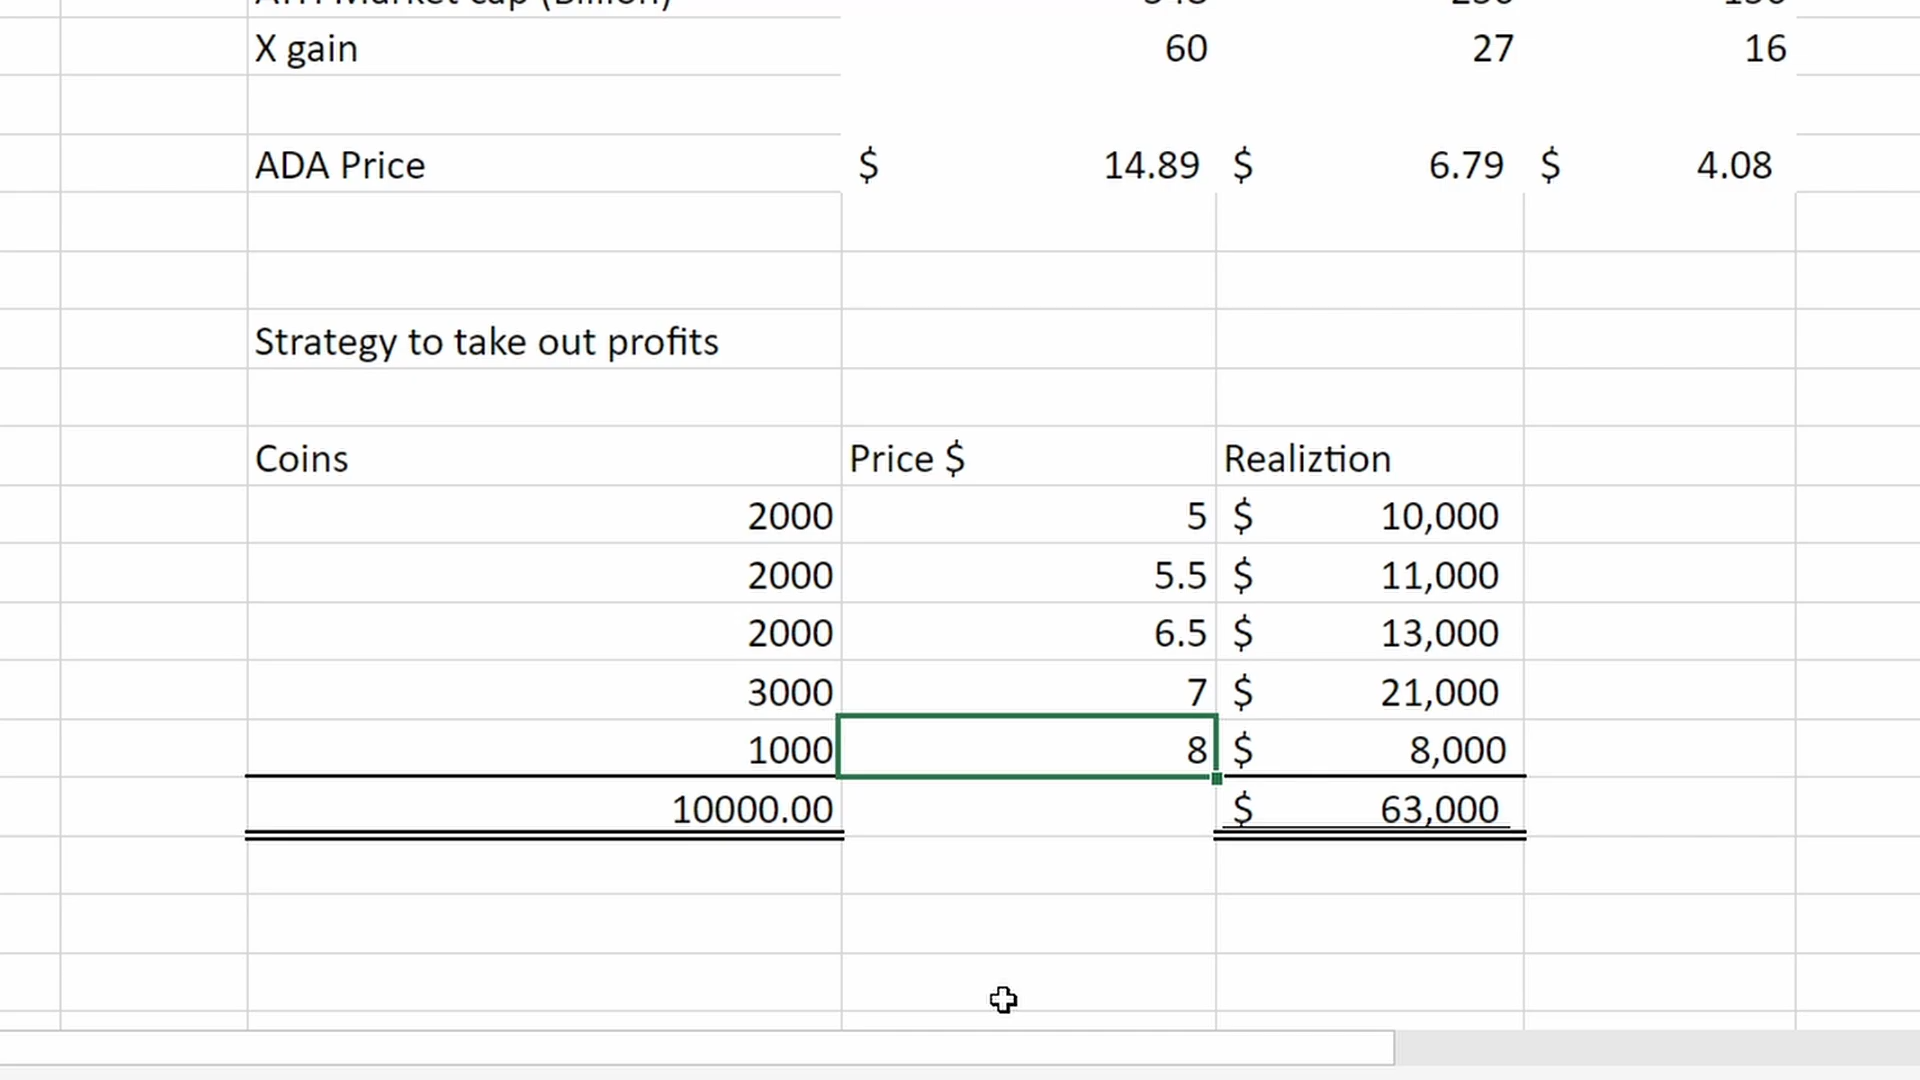 X gain 60 27 16
ADA Price $ 14.89 $ 6.79 $ 4.08
Strategy to take out profits
Coins Price $ Realiztion
2000 5 $ 10,000
2000 5.5 $ 11,000
2000 6.5 $ 13,000
3000 7 $ 21,000
1000 8 $ 8,000
10000.00 $ 63,000